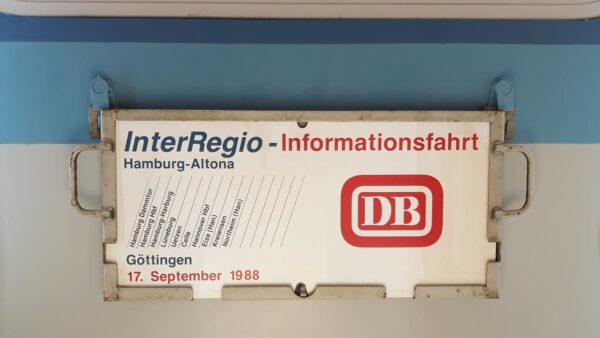 InterRegio - Informationsfahrt
Hamburg-Altona
Hamburg Dammtor
Hamburg Hbf
Hamburg-Harburg
Lüneburg
Uelzen
Celle
Hannover Hbf
Elze (Han)
Kreiensen
Northeim (Han)
DB
Göttingen
17. September 1988